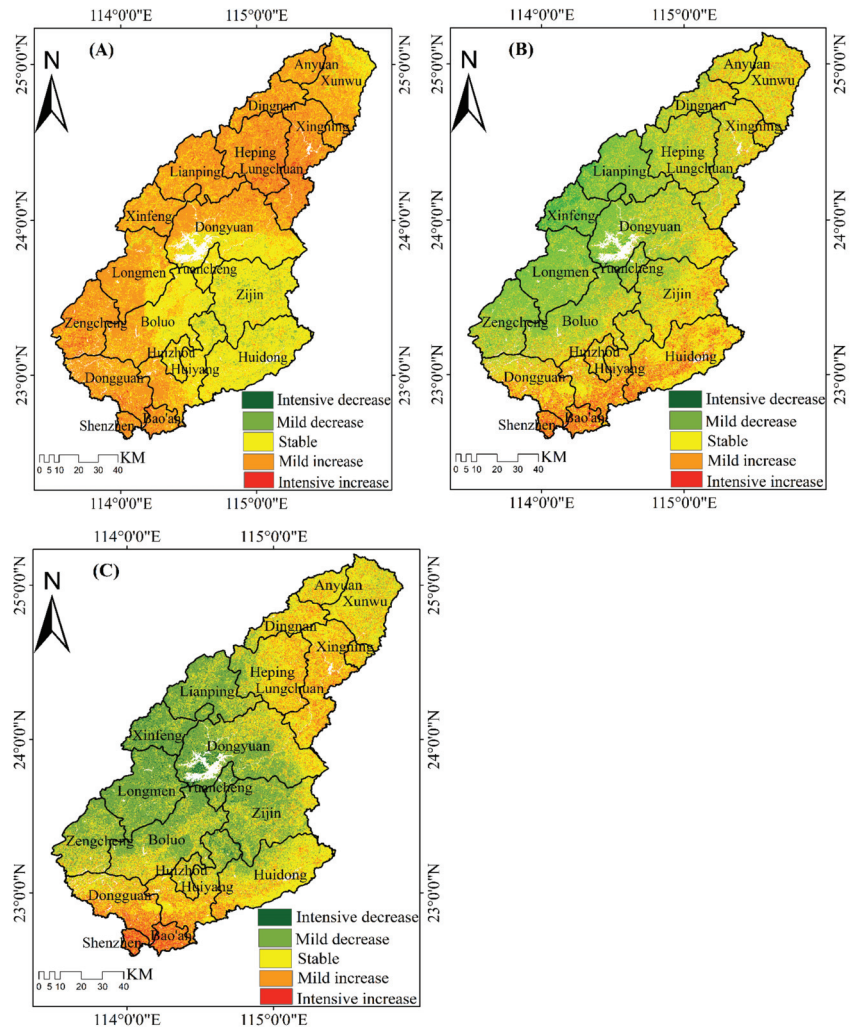 114°0'0"E 115°0'0"E
(A)
N
25°0'0"N
24°0'0"N
23°0'0"N
Anyuan
Xunwu
Dingnan
Xingning
Heping
Lungchuan
Lianping
Xinfeng
Dongyuan
Longmen
Yuancheng
Zijin
Zengcheng
Boluo
Huizhou
Huidong
Huiyang
Dongguan
Shenzhen
Bao'an
Intensive decrease
Mild decrease
Stable
Mild increase
Intensive increase
KM
0 5 10 20 30 40
114°0'0"E 115°0'0"E
114°0'0"E 115°0'0"E
(B)
N
25°0'0"N
24°0'0"N
23°0'0"N
Anyuan
Xunwu
Dingnan
Xingning
Heping
Lungchuan
Lianping
Xinfeng
Dongyuan
Longmen
Yuancheng
Zijin
Zengcheng
Boluo
Huizhou
Huidong
Huiyang
Dongguan
Shenzhen
Bao'an
Intensive decrease
Mild decrease
Stable
Mild increase
Intensive increase
KM
0 5 10 20 30 40
114°0'0"E 115°0'0"E
114°0'0"E 115°0'0"E
(C)
N
25°0'0"N
24°0'0"N
23°0'0"N
Anyuan
Xunwu
Dingnan
Xingning
Heping
Lungchuan
Lianping
Xinfeng
Dongyuan
Longmen
Yuancheng
Zijin
Zengcheng
Boluo
Huizhou
Huidong
Huiyang
Dongguan
Shenzhen
Bao'an
Intensive decrease
Mild decrease
Stable
Mild increase
Intensive increase
KM
0 5 10 20 30 40
114°0'0"E 115°0'0"E